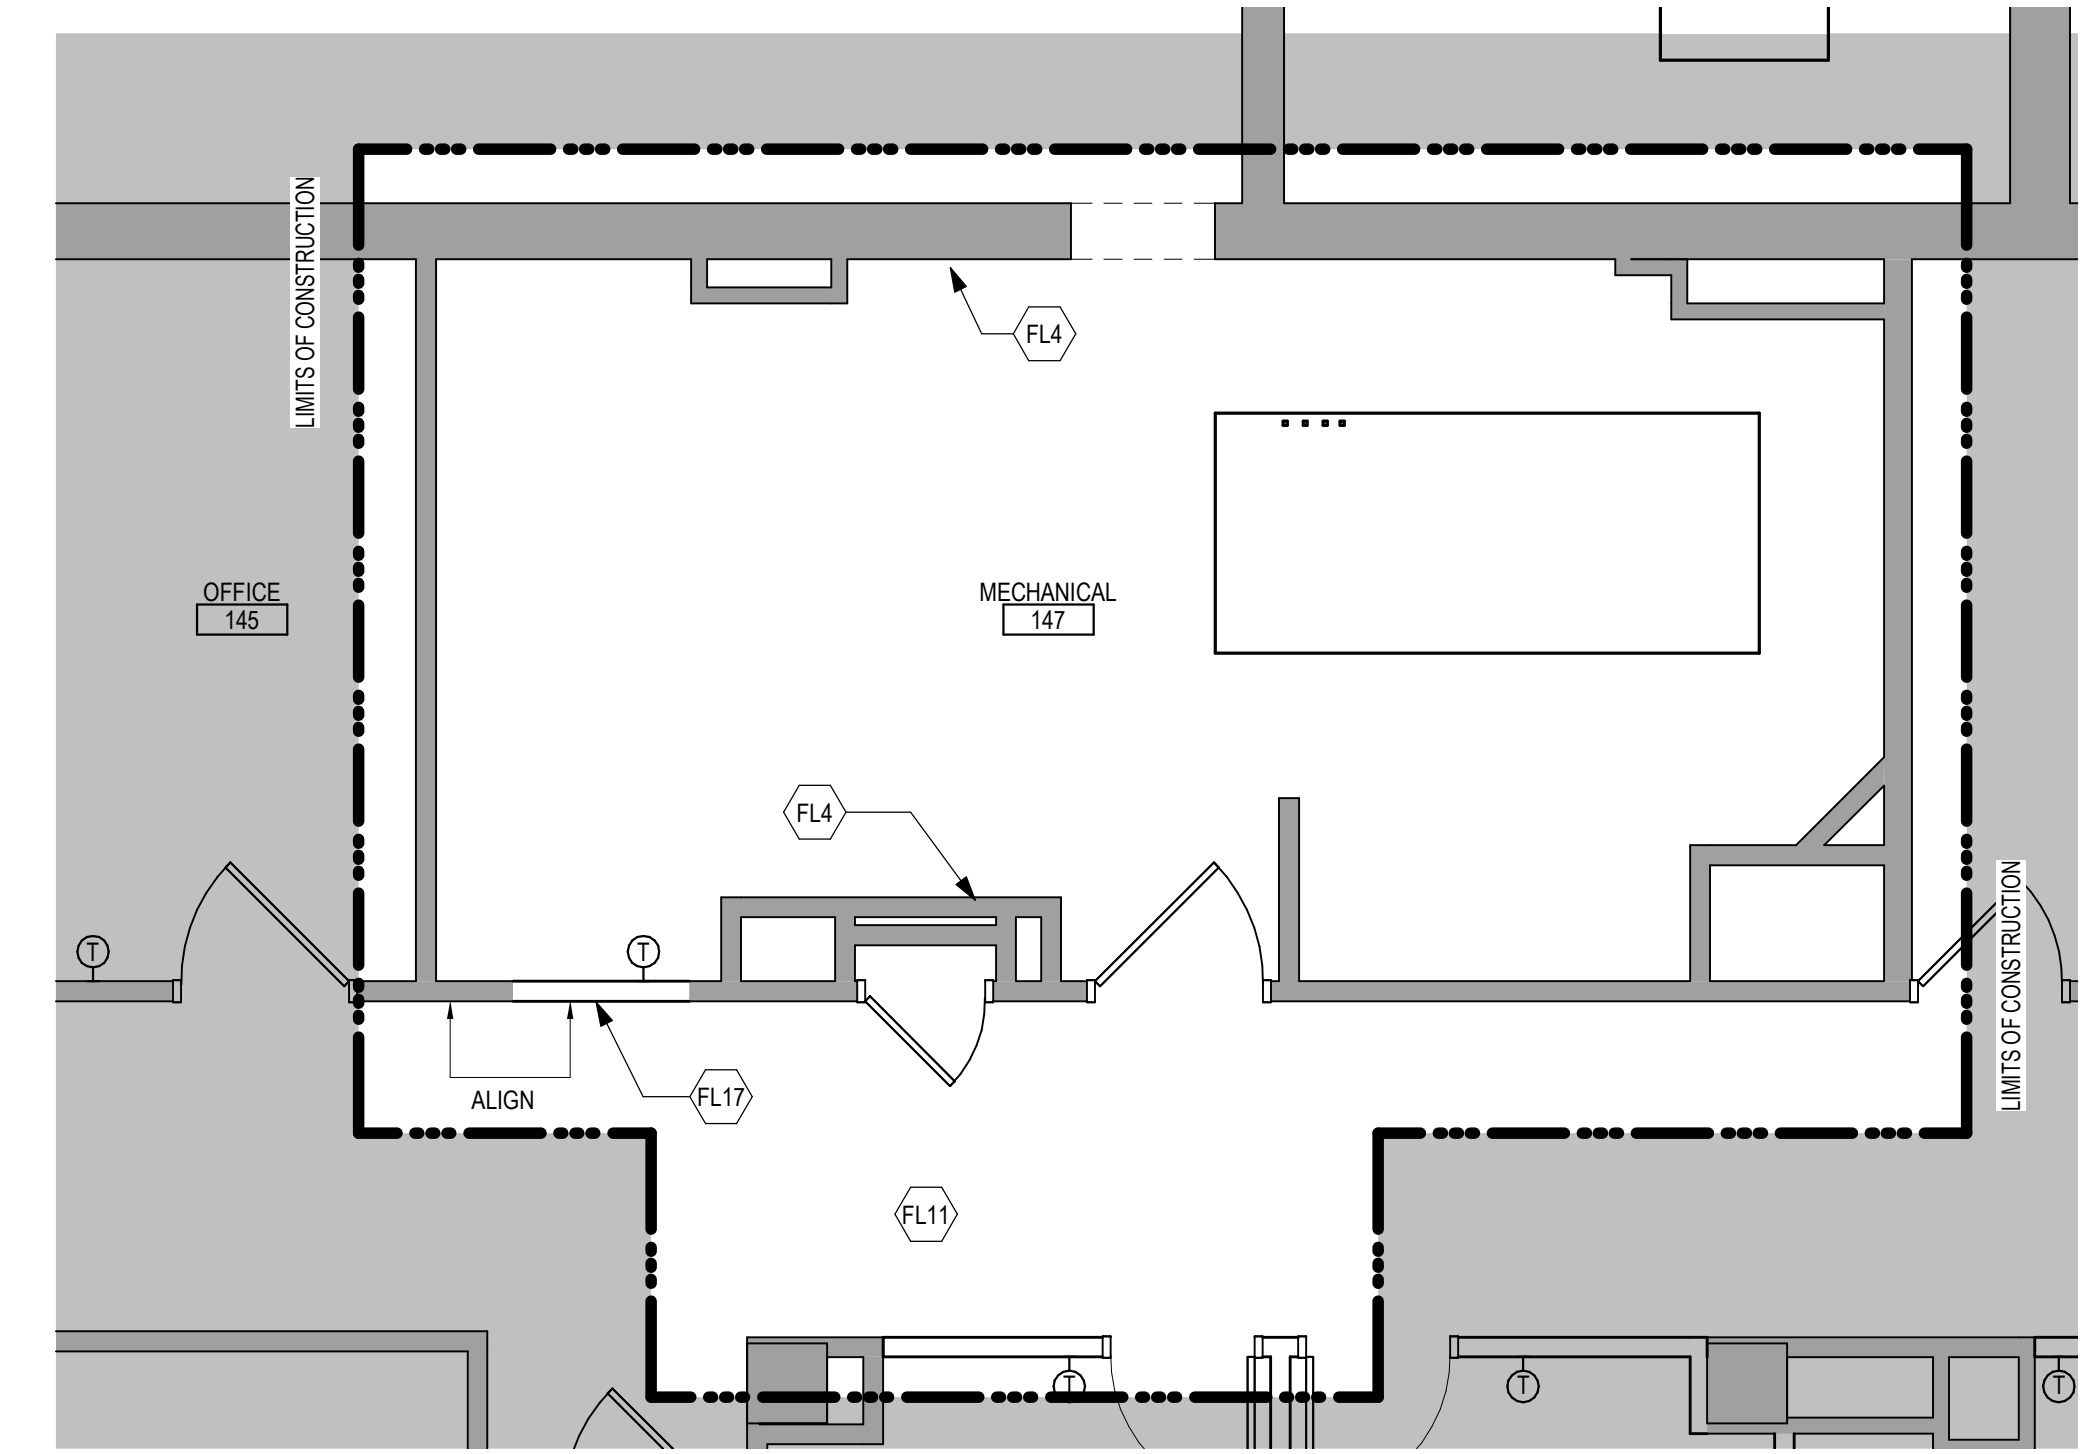 LIMITS OF CONSTRUCTION
FL4
OFFICE
145
MECHANICAL
147
FL4
T
T
LIMITS OF CONSTRUCTION
ALIGN
FL17
FL11
T
T
T